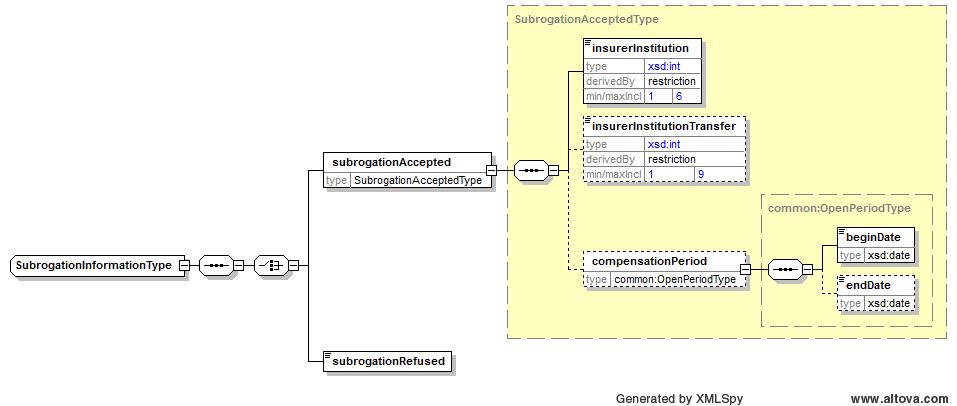 SubrogationAcceptedType
insurerInstitution
type xsd:int
derivedBy restriction
min/maxIncl 1 6
insurerInstitutionTransfer
type xsd:int
derivedBy restriction
min/maxIncl 1 9
subrogationAccepted
type SubrogationAcceptedType
common:OpenPeriodType
beginDate
type xsd:date
SubrogationInformationType
compensationPeriod
type common:OpenPeriodType
endDate
type xsd:date
subrogationRefused
Generated by XMLSpy
www.altova.com